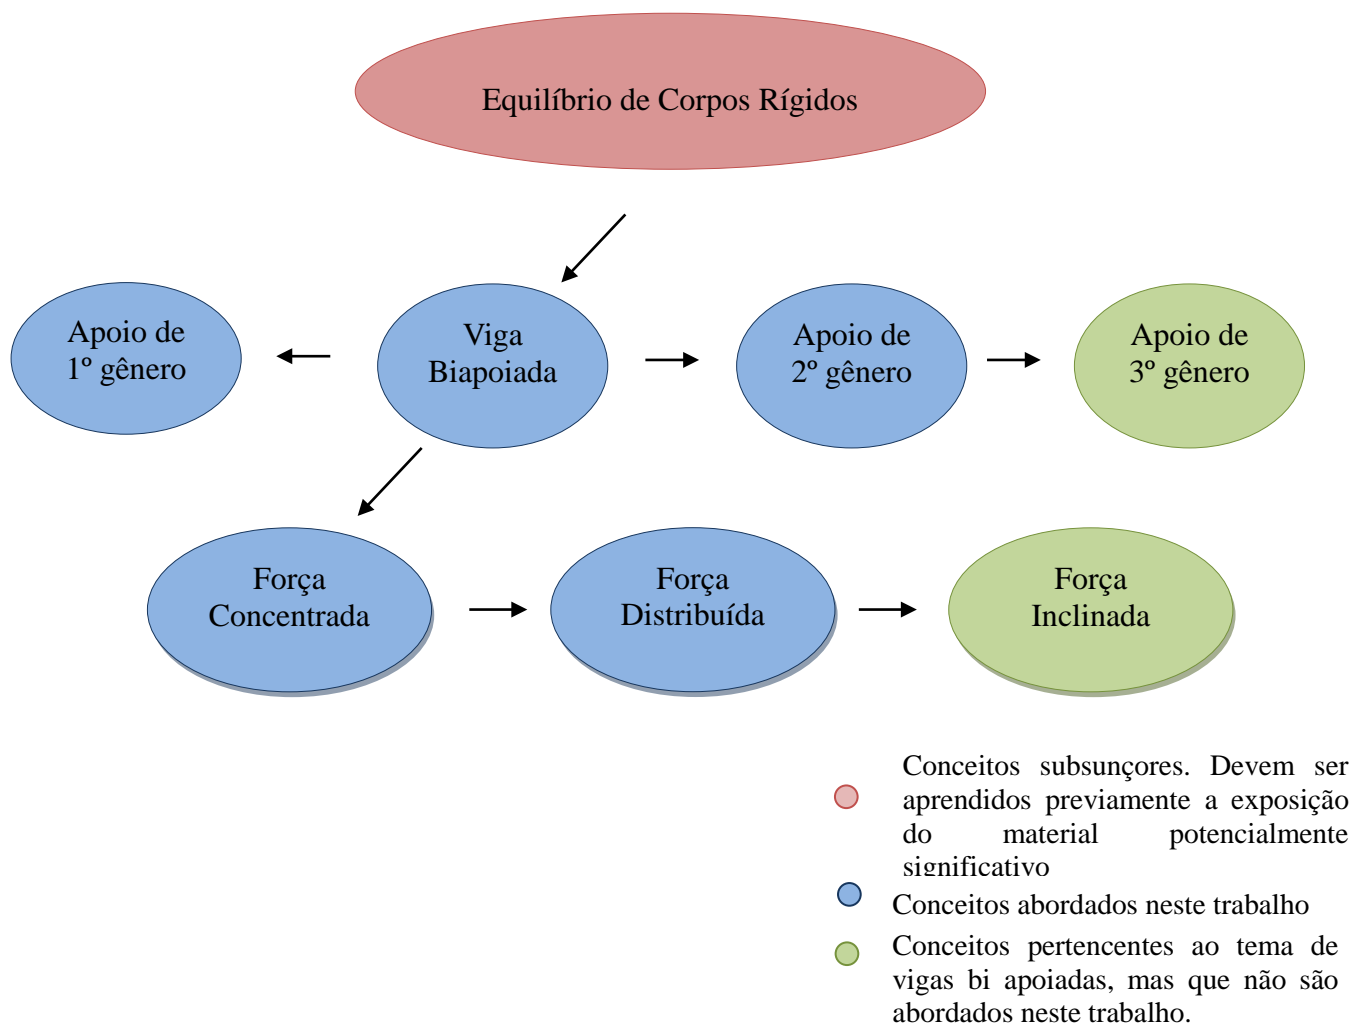 Equilíbrio de Corpos Rígidos
Apoio de
1º gênero
Viga
Biapoiada
Apoio de
2º gênero
Apoio de
3º gênero
Força
Concentrada
Força
Distribuída
Força
Inclinada
Conceitos subsunçores. Devem ser
aprendidos previamente a exposição
do material potencialmente
significativo
Conceitos abordados neste trabalho
Conceitos pertencentes ao tema de
vigas bi apoiadas, mas que não são
abordados neste trabalho.